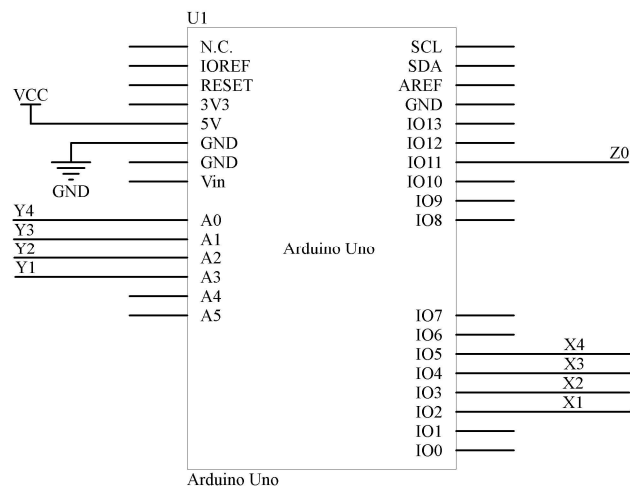 U1
N.C. SCL
IOREF SDA
RESET AREF
VCC 3V3 GND
5V IO13
GND IO12
GND IO11 Z0
Vin IO10
GND IO9
Y4 A0 IO8
Y3 A1
Y2 A2 Arduino Uno
Y1 A3
A4
A5 IO7
IO6
IO5 X4
IO4 X3
IO3 X2
IO2 X1
IO1
IO0
Arduino Uno